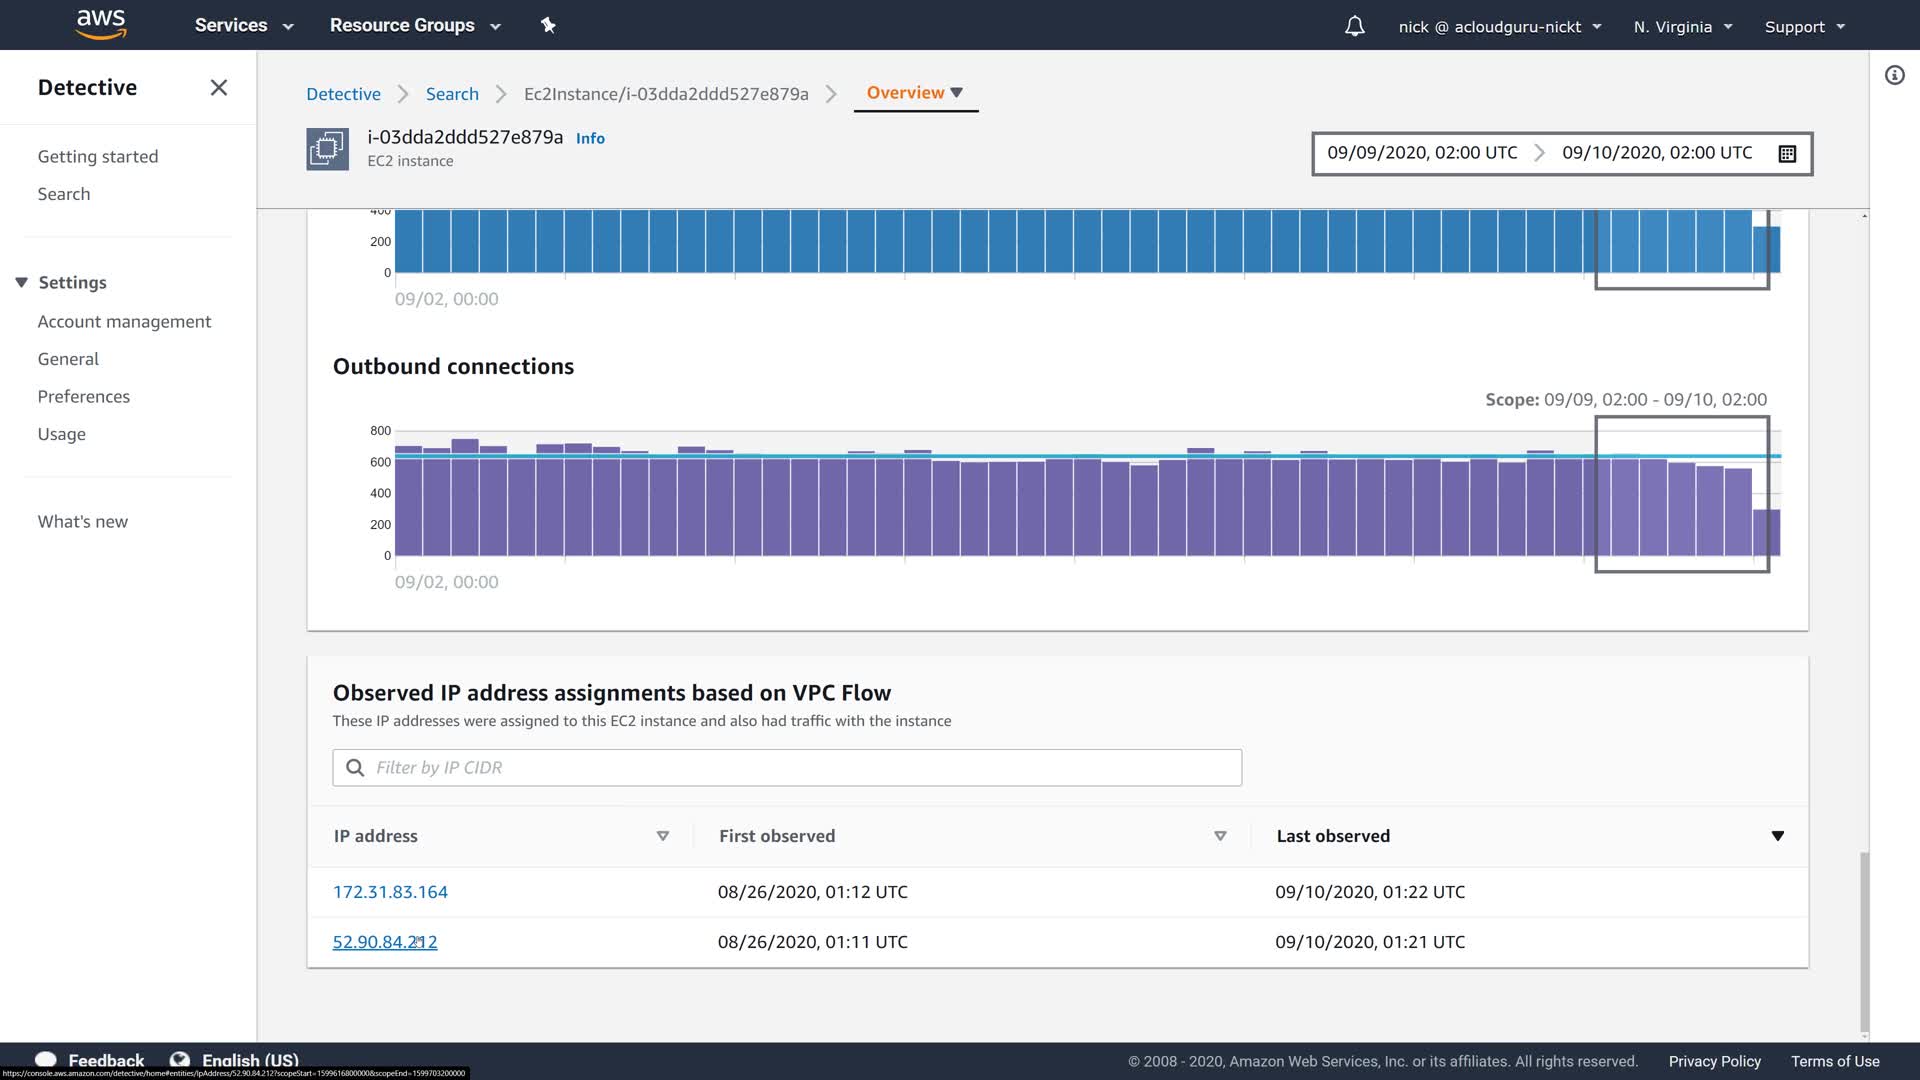 aws
Services
Resource Groups
nick @ acloudguru-nickt
N. Virginia
Support
Detective
Getting started
Search
Settings
Account management
General
Preferences
Usage
What's new
Detective
Search
Ec2Instance/i-03dda2ddd527e879a
Overview
i-03dda2ddd527e879a Info
EC2 instance
09/09/2020, 02:00 UTC
09/10/2020, 02:00 UTC
400
200
0
09/02, 00:00
Outbound connections
Scope: 09/09, 02:00 - 09/10, 02:00
800
600
400
200
0
09/02, 00:00
Observed IP address assignments based on VPC Flow
These IP addresses were assigned to this EC2 instance and also had traffic with the instance
Filter by IP CIDR
IP address First observed Last observed
172.31.83.164 08/26/2020, 01:12 UTC 09/10/2020, 01:22 UTC
52.90.84.212 08/26/2020, 01:11 UTC 09/10/2020, 01:21 UTC
Feedback
English (US)
© 2008 - 2020, Amazon Web Services, Inc. or its affiliates. All rights reserved.
Privacy Policy
Terms of Use
https://console.aws.amazon.com/detective/home#entities/IpAddress/52.90.84.212?scopeStart=1599616800000&scopeEnd=1599703200000